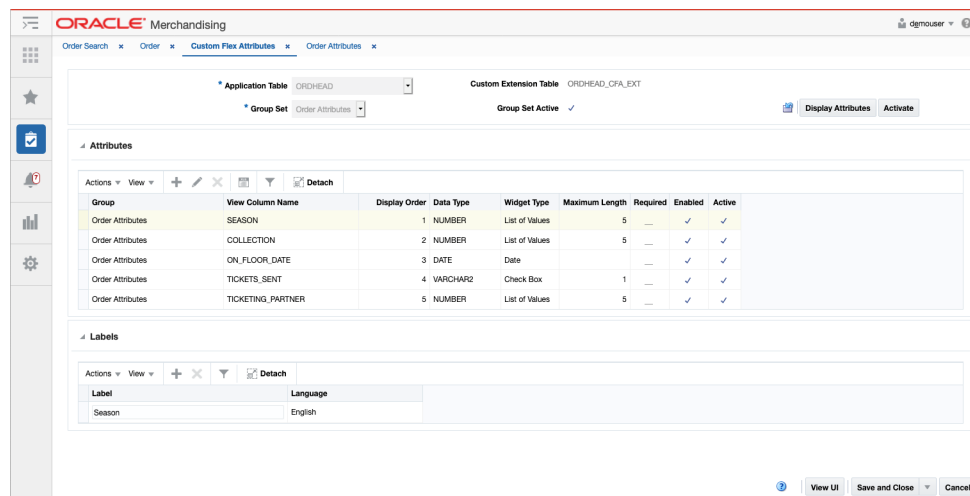 ORACLE® Merchandising
demouser
Order Search × Order × Custom Flex Attributes × Order Attributes ×
* Application Table ORDHEAD Custom Extension Table ORDHEAD_CFA_EXT
* Group Set Order Attributes Group Set Active ✓ Display Attributes Activate
Attributes
Actions View Detach
Group View Column Name Display Order Data Type Widget Type Maximum Length Required Enabled Active
Order Attributes SEASON 1 NUMBER List of Values 5 __ ✓ ✓
Order Attributes COLLECTION 2 NUMBER List of Values 5 __ ✓ ✓
Order Attributes ON_FLOOR_DATE 3 DATE Date __ ✓ ✓
Order Attributes TICKETS_SENT 4 VARCHAR2 Check Box 1 __ ✓ ✓
Order Attributes TICKETING_PARTNER 5 NUMBER List of Values 5 __ ✓ ✓
Labels
Actions View Detach
Label Language
Season English
? View UI Save and Close Cancel